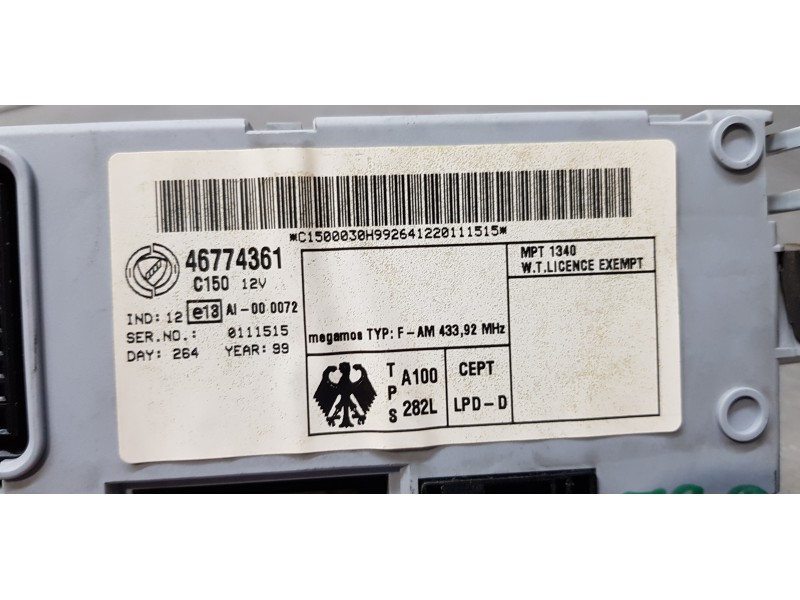 *C1500030H992641220111515*
46774361
C150 12V
IND: 12 e13 AI-00 0072
SER.NO.: 0111515
DAY: 264 YEAR: 99
megamos TYP: F-AM 433,92 MHz
TPS
A100
282L
CEPT
LPD-D
MPT 1340
W.T.LICENCE EXEMPT